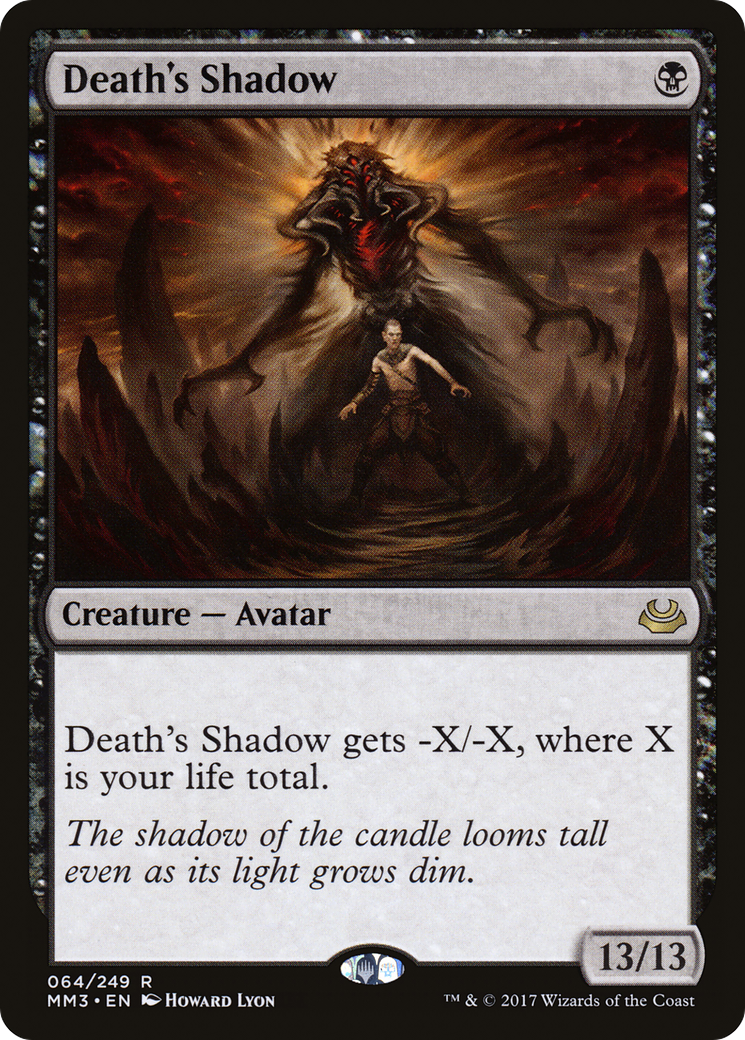 Death's Shadow
Creature — Avatar
Death's Shadow gets -X/-X, where X
is your life total.
The shadow of the candle looms tall
even as its light grows dim.
13/13
064/249 R
MM3 • EN Howard Lyon
™ & © 2017 Wizards of the Coast